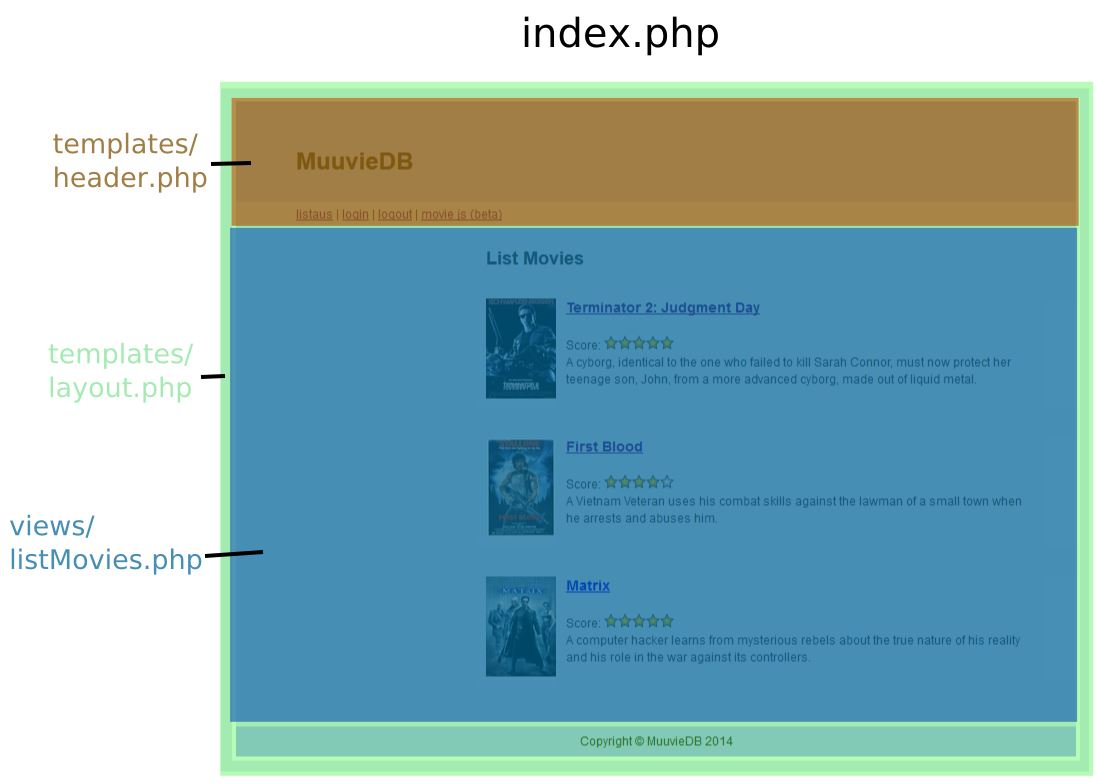 index.php
templates/
header.php
MuuvieDB
listaus | login | logout | movie js (beta)
templates/
layout.php
views/
listMovies.php
List Movies
Terminator 2: Judgment Day
Score:
A cyborg, identical to the one who failed to kill Sarah Connor, must now protect her
teenage son, John, from a more advanced cyborg, made out of liquid metal.
First Blood
Score:
A Vietnam Veteran uses his combat skills against the lawman of a small town when
he arrests and abuses him.
MATRIX
Matrix
Score:
A computer hacker learns from mysterious rebels about the true nature of his reality
and his role in the war against its controllers.
Copyright © MuuvieDB 2014